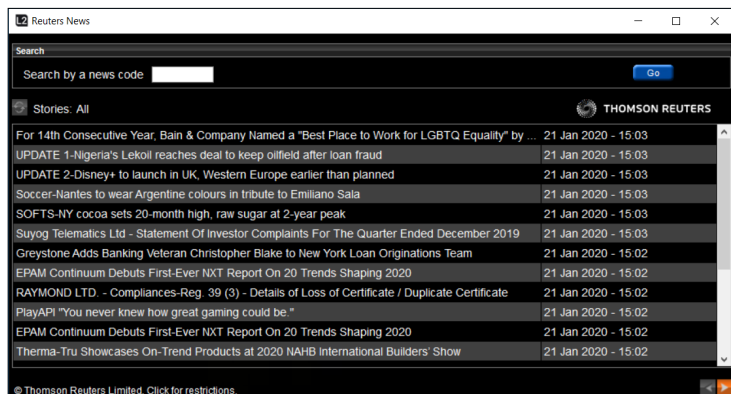 L2 Reuters News
Search
Search by a news code Go
Stories: All THOMSON REUTERS
For 14th Consecutive Year, Bain & Company Named a "Best Place to Work for LGBTQ Equality" by ... 21 Jan 2020 - 15:03
UPDATE 1-Nigeria's Lekoil reaches deal to keep oilfield after loan fraud 21 Jan 2020 - 15:03
UPDATE 2-Disney+ to launch in UK, Western Europe earlier than planned 21 Jan 2020 - 15:03
Soccer-Nantes to wear Argentine colours in tribute to Emiliano Sala 21 Jan 2020 - 15:03
SOFTS-NY cocoa sets 20-month high, raw sugar at 2-year peak 21 Jan 2020 - 15:03
Suyog Telematics Ltd - Statement Of Investor Complaints For The Quarter Ended December 2019 21 Jan 2020 - 15:03
Greystone Adds Banking Veteran Christopher Blake to New York Loan Originations Team 21 Jan 2020 - 15:02
EPAM Continuum Debuts First-Ever NXT Report On 20 Trends Shaping 2020 21 Jan 2020 - 15:02
RAYMOND LTD. - Compliances-Reg. 39 (3) - Details of Loss of Certificate / Duplicate Certificate 21 Jan 2020 - 15:02
PlayAPI "You never knew how great gaming could be." 21 Jan 2020 - 15:02
EPAM Continuum Debuts First-Ever NXT Report On 20 Trends Shaping 2020 21 Jan 2020 - 15:02
Therma-Tru Showcases On-Trend Products at 2020 NAHB International Builders' Show 21 Jan 2020 - 15:02
© Thomson Reuters Limited. Click for restrictions.